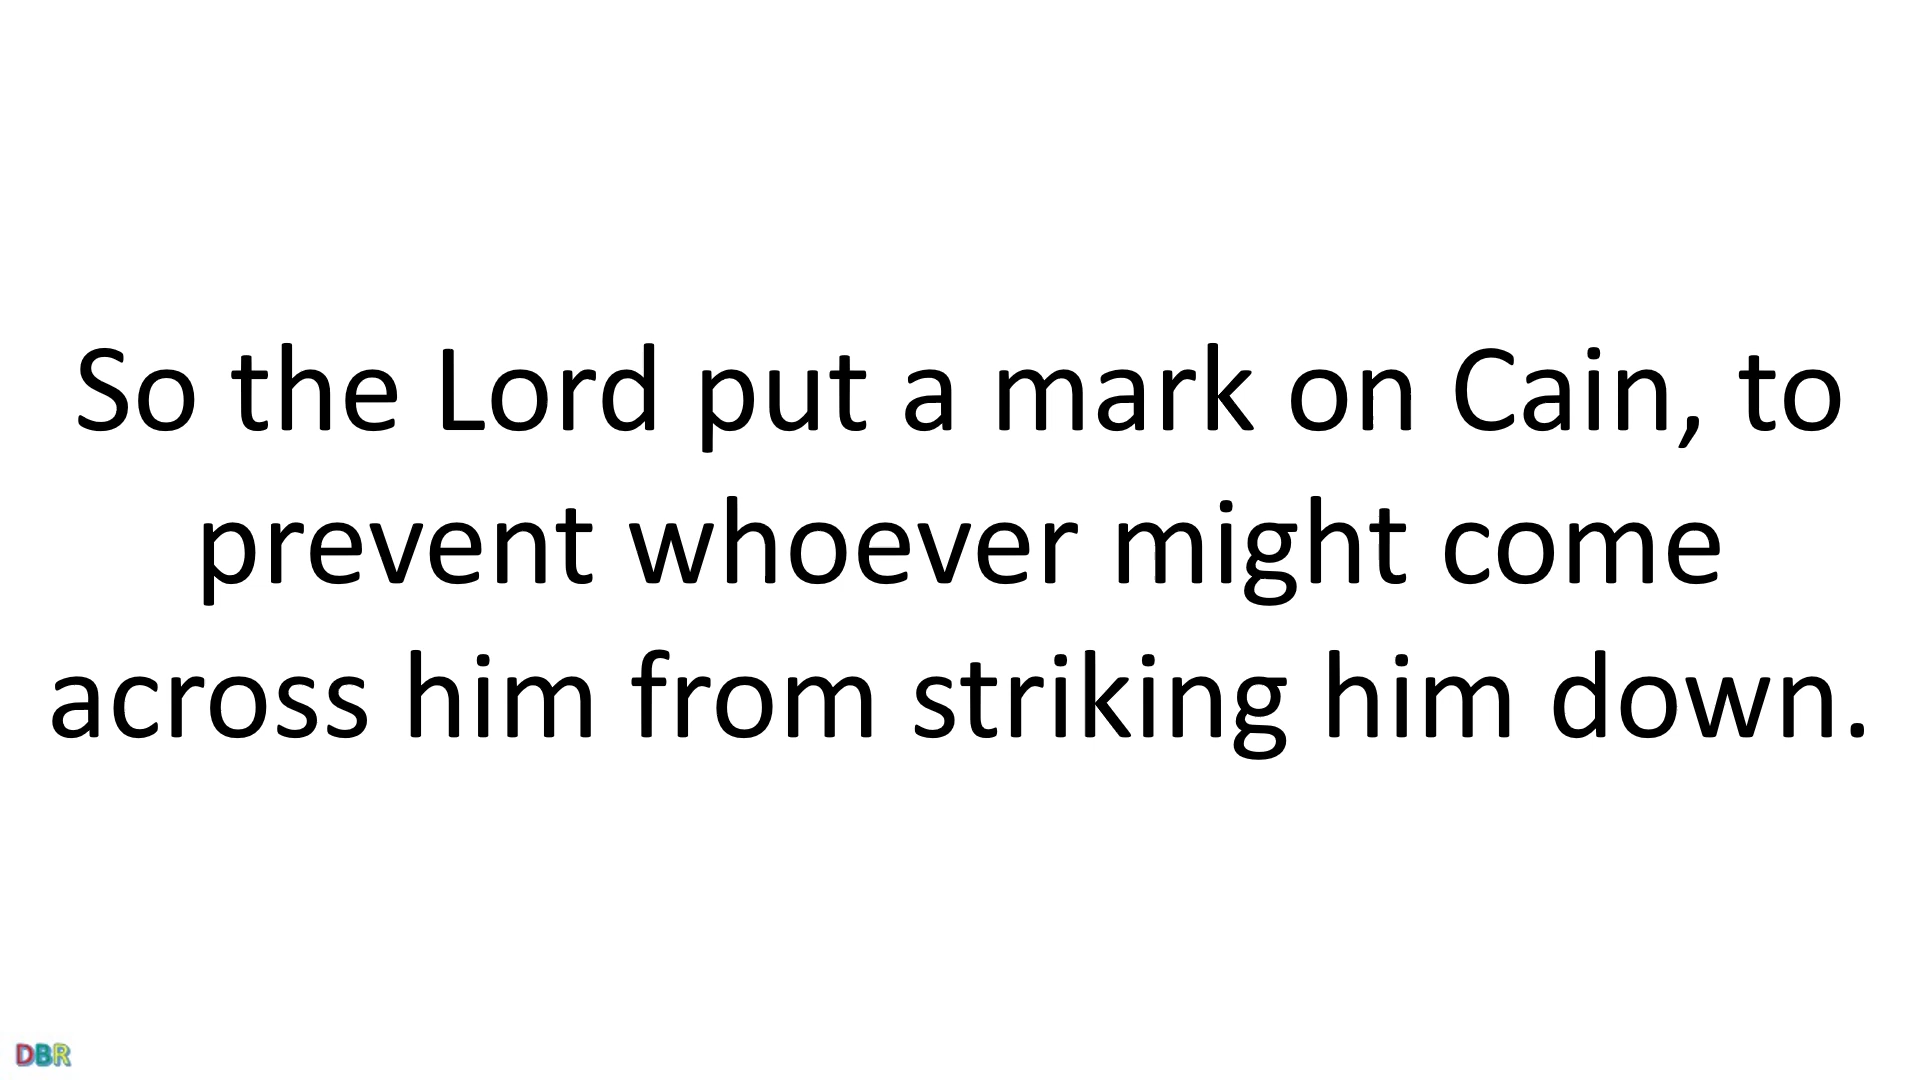 So the Lord put a mark on Cain, to
prevent whoever might come
across him from striking him down.
DBR